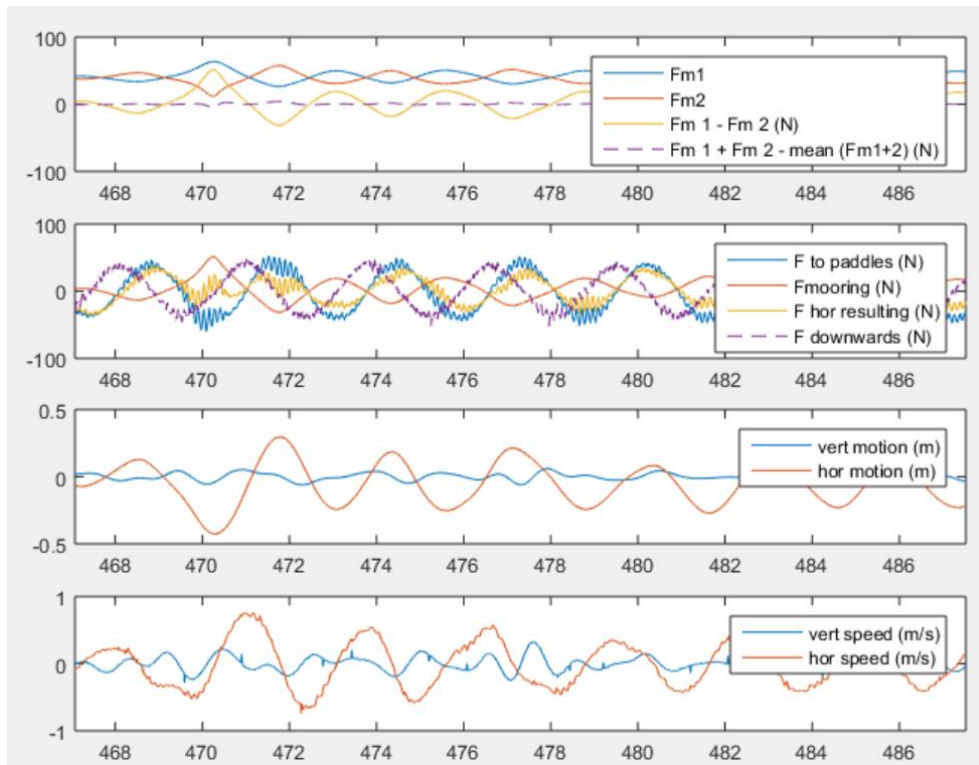 100
Fm1
Fm2
0
Fm 1 - Fm 2 (N)
Fm 1 + Fm 2 - mean (Fm1+2) (N)
-100
468 470 472 474 476 478 480 482 484 486
100
F to paddles (N)
0
Fmooring (N)
F hor resulting (N)
F downwards (N)
-100
468 470 472 474 476 478 480 482 484 486
0.5
vert motion (m)
0
hor motion (m)
-0.5
468 470 472 474 476 478 480 482 484 486
1
vert speed (m/s)
0
hor speed (m/s)
-1
468 470 472 474 476 478 480 482 484 486